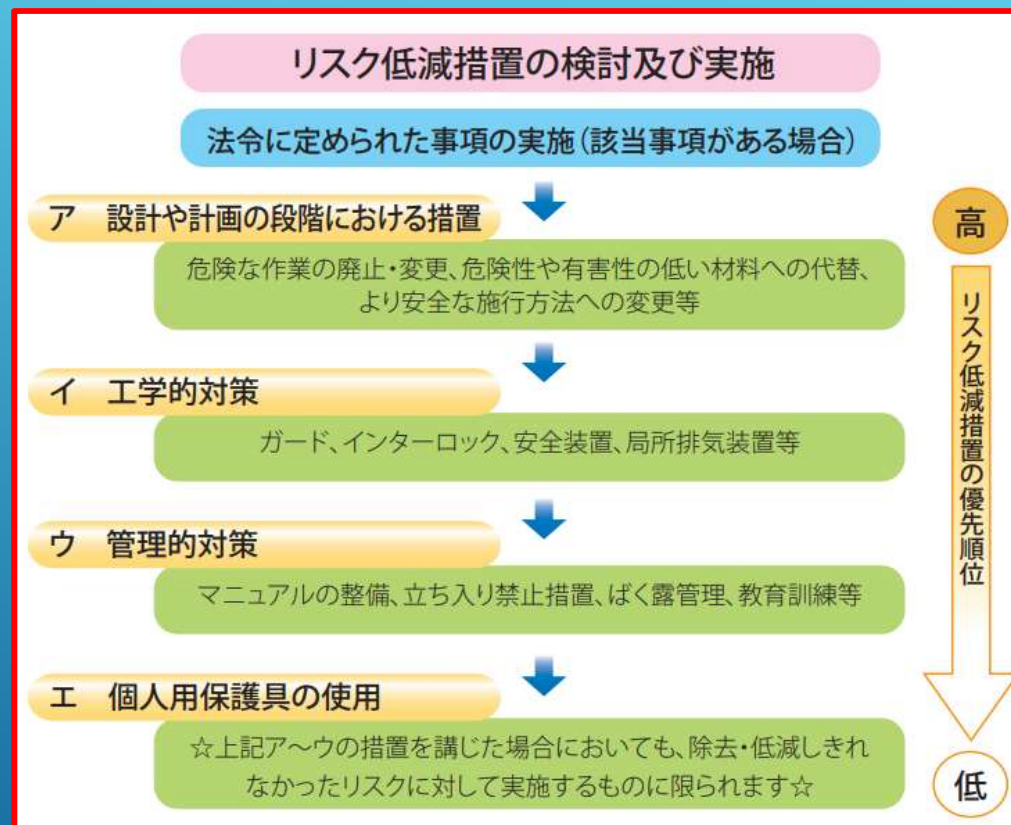 リスク低減措置の検討及び実施
法令に定められた事項の実施(該当事項がある場合)
ア 設計や計画の段階における措置
危険な作業の廃止・変更、危険性や有害性の低い材料への代替、
より安全な施行方法への変更等
イ 工学的対策
ガード、インターロック、安全装置、局所排気装置等
ウ 管理的対策
マニュアルの整備、立ち入り禁止措置、ばく露管理、教育訓練等
エ 個人用保護具の使用
☆上記ア～ウの措置を講じた場合においても、除去・低減しきれ
なかったリスクに対して実施するものに限られます☆
高
リスク低減措置の優先順位
低